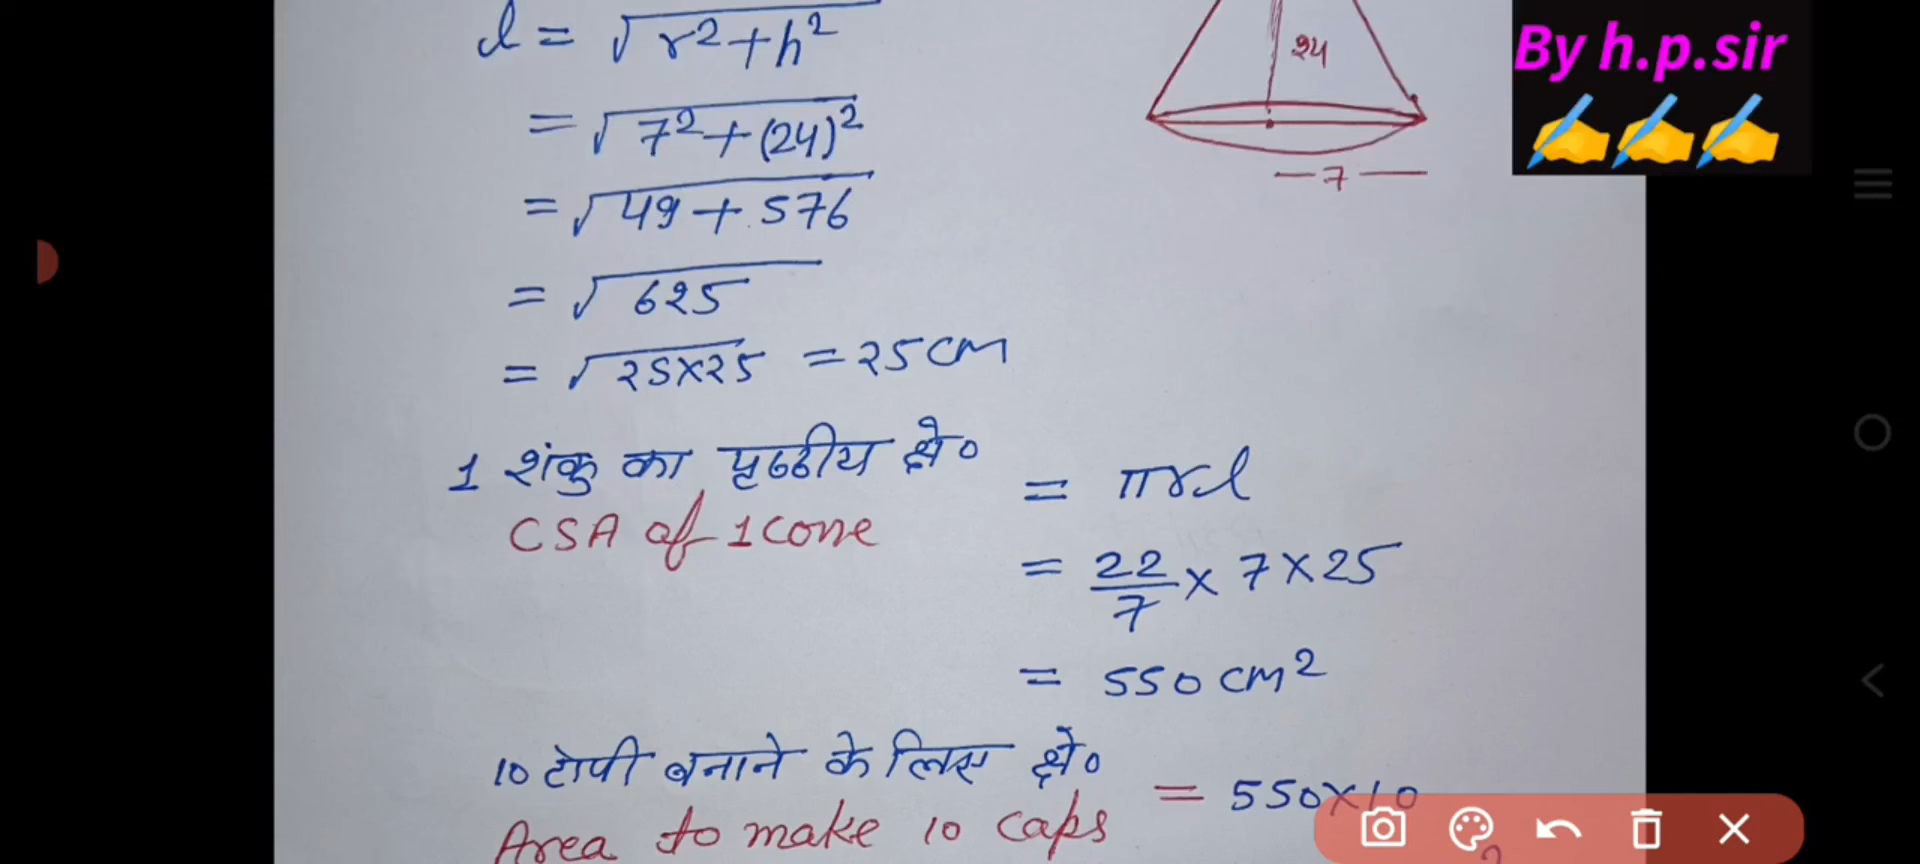 l = √r²+h²
= √7²+(24)²
= √49+576
= √625
= √25×25 = 25cm
24
7
By h.p.sir
1 शंकु का पृष्ठीय क्षे०
CSA of 1 Cone
= πrl
= 22/7 × 7×25
= 550 cm²
10 टोपी बनाने के लिए क्षे०
Area to make 10 caps
= 550×10